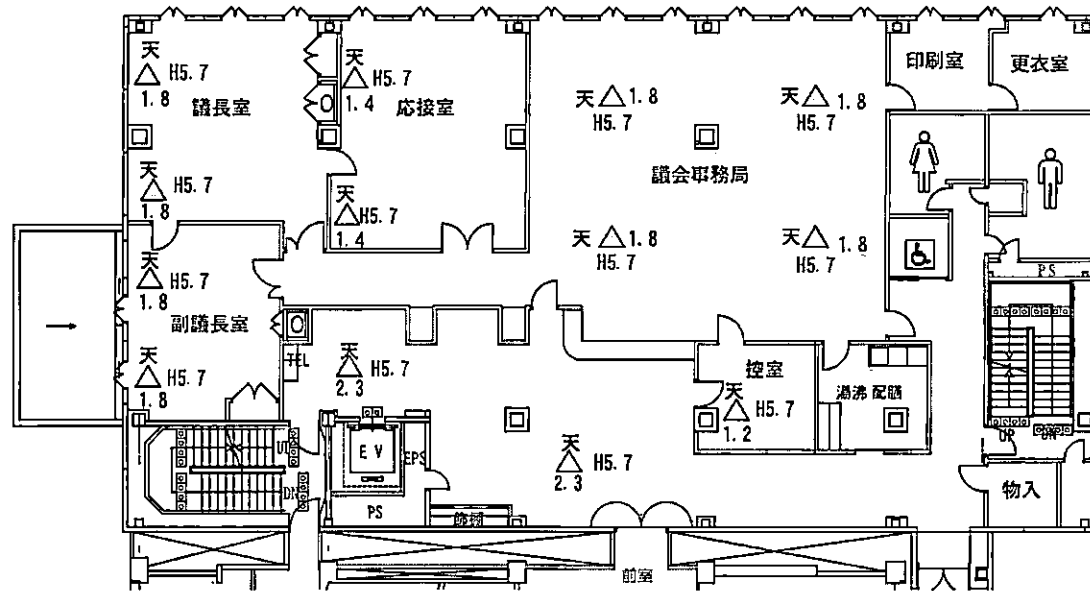 天
H5.7
1.8
議長室
天
H5.7
1.4
応接室
天 1.8
H5.7
天 1.8
H5.7
印刷室
更衣室
議会事務局
天
H5.7
1.8
天
H5.7
1.4
天 1.8
H5.7
天 1.8
H5.7
PS
天
H5.7
1.8
副議長室
天
H5.7
1.8
TEL
天
H5.7
2.3
控室
天
H5.7
1.2
湯沸 配膳
UP
DN
EV
EPS
PS
天
H5.7
2.3
飾棚
UP
DN
物入
前室